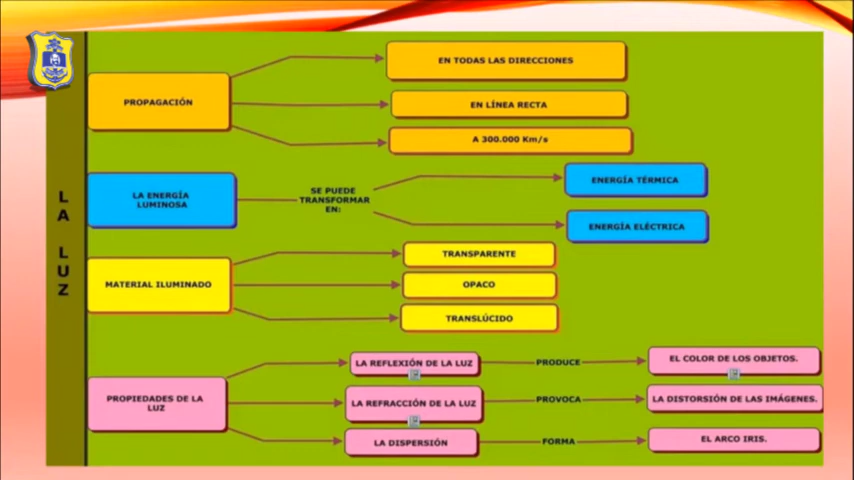 LA LUZ
PROPAGACIÓN
EN TODAS LAS DIRECCIONES
EN LÍNEA RECTA
A 300.000 Km/s
LA ENERGÍA
LUMINOSA
SE PUEDE
TRANSFORMAR
EN:
ENERGÍA TÉRMICA
ENERGÍA ELÉCTRICA
MATERIAL ILUMINADO
TRANSPARENTE
OPACO
TRANSLÚCIDO
PROPIEDADES DE LA
LUZ
LA REFLEXIÓN DE LA LUZ
PRODUCE
EL COLOR DE LOS OBJETOS.
LA REFRACCIÓN DE LA LUZ
PROVOCA
LA DISTORSIÓN DE LAS IMÁGENES.
LA DISPERSIÓN
FORMA
EL ARCO IRIS.